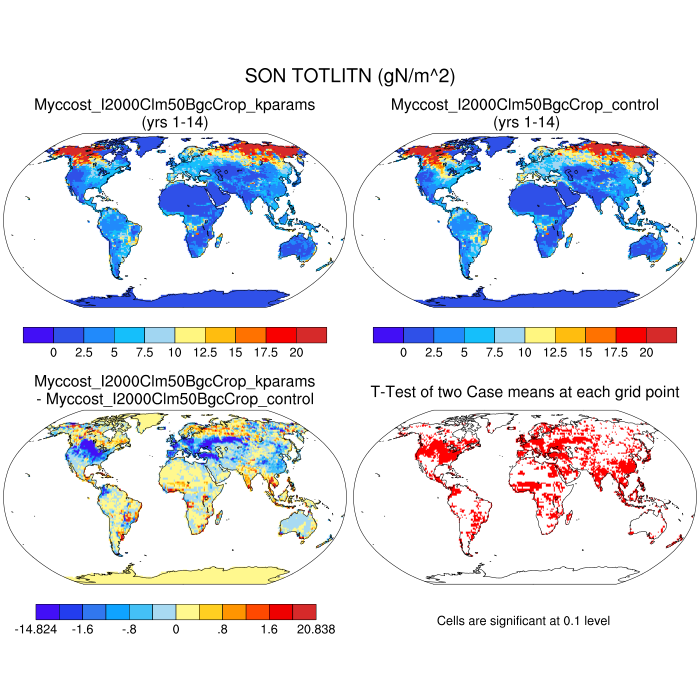 SON TOTLITN (gN/m^2)
Myccost_I2000Clm50BgcCrop_kparams
(yrs 1-14)
Myccost_I2000Clm50BgcCrop_control
(yrs 1-14)
0 2.5 5 7.5 10 12.5 15 17.5 20
0 2.5 5 7.5 10 12.5 15 17.5 20
Myccost_I2000Clm50BgcCrop_kparams
- Myccost_I2000Clm50BgcCrop_control
T-Test of two Case means at each grid point
-14.824 -1.6 -.8 0 .8 1.6 20.838
Cells are significant at 0.1 level